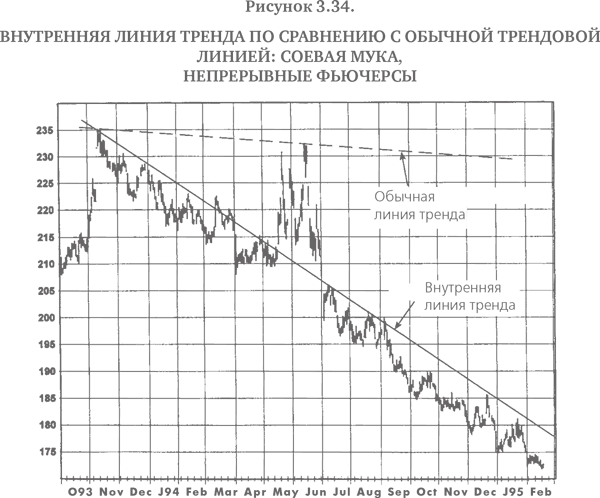 Рисунок 3.34.
ВНУТРЕННЯЯ ЛИНИЯ ТРЕНДА ПО СРАВНЕНИЮ С ОБЫЧНОЙ ТРЕНДОВОЙ
ЛИНИЕЙ: СОЕВАЯ МУКА,
НЕПРЕРЫВНЫЕ ФЬЮЧЕРСЫ
235
230
225
220
215
210
205
200
195
190
185
180
175
Обычная
линия тренда
Внутренняя
линия тренда
O93 Nov Dec J94 Feb Mar Apr May Jun Jul Aug Sep Oct Nov Dec J95 Feb